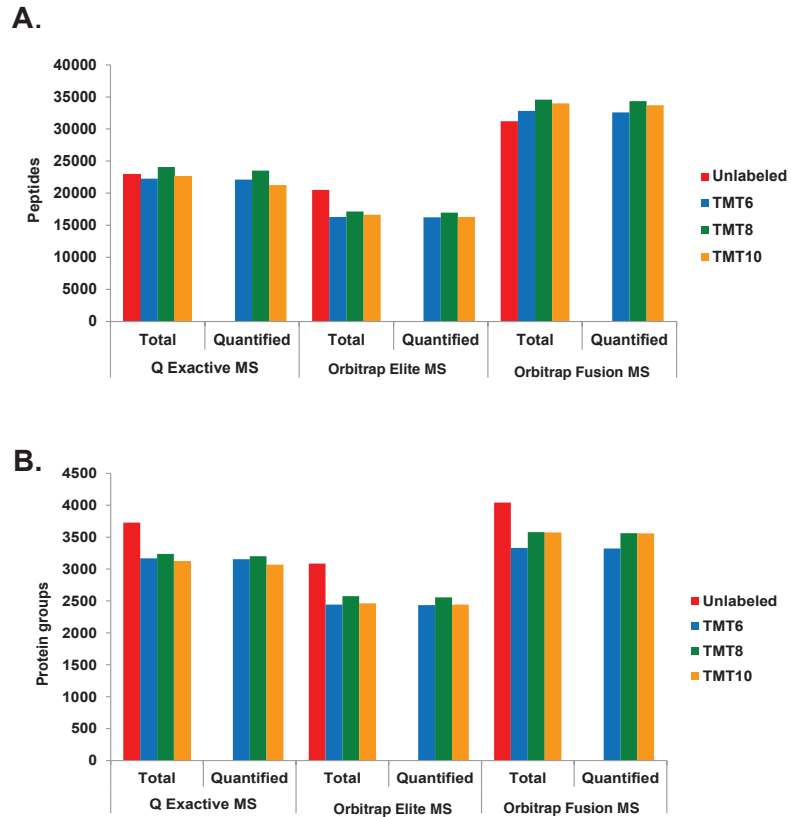 A.
Peptides
40000
35000
30000
25000
20000
15000
10000
5000
0
Total Quantified Total Quantified Total Quantified
Q Exactive MS Orbitrap Elite MS Orbitrap Fusion MS
Unlabeled
TMT6
TMT8
TMT10
B.
Protein groups
4500
4000
3500
3000
2500
2000
1500
1000
500
0
Total Quantified Total Quantified Total Quantified
Q Exactive MS Orbitrap Elite MS Orbitrap Fusion MS
Unlabeled
TMT6
TMT8
TMT10